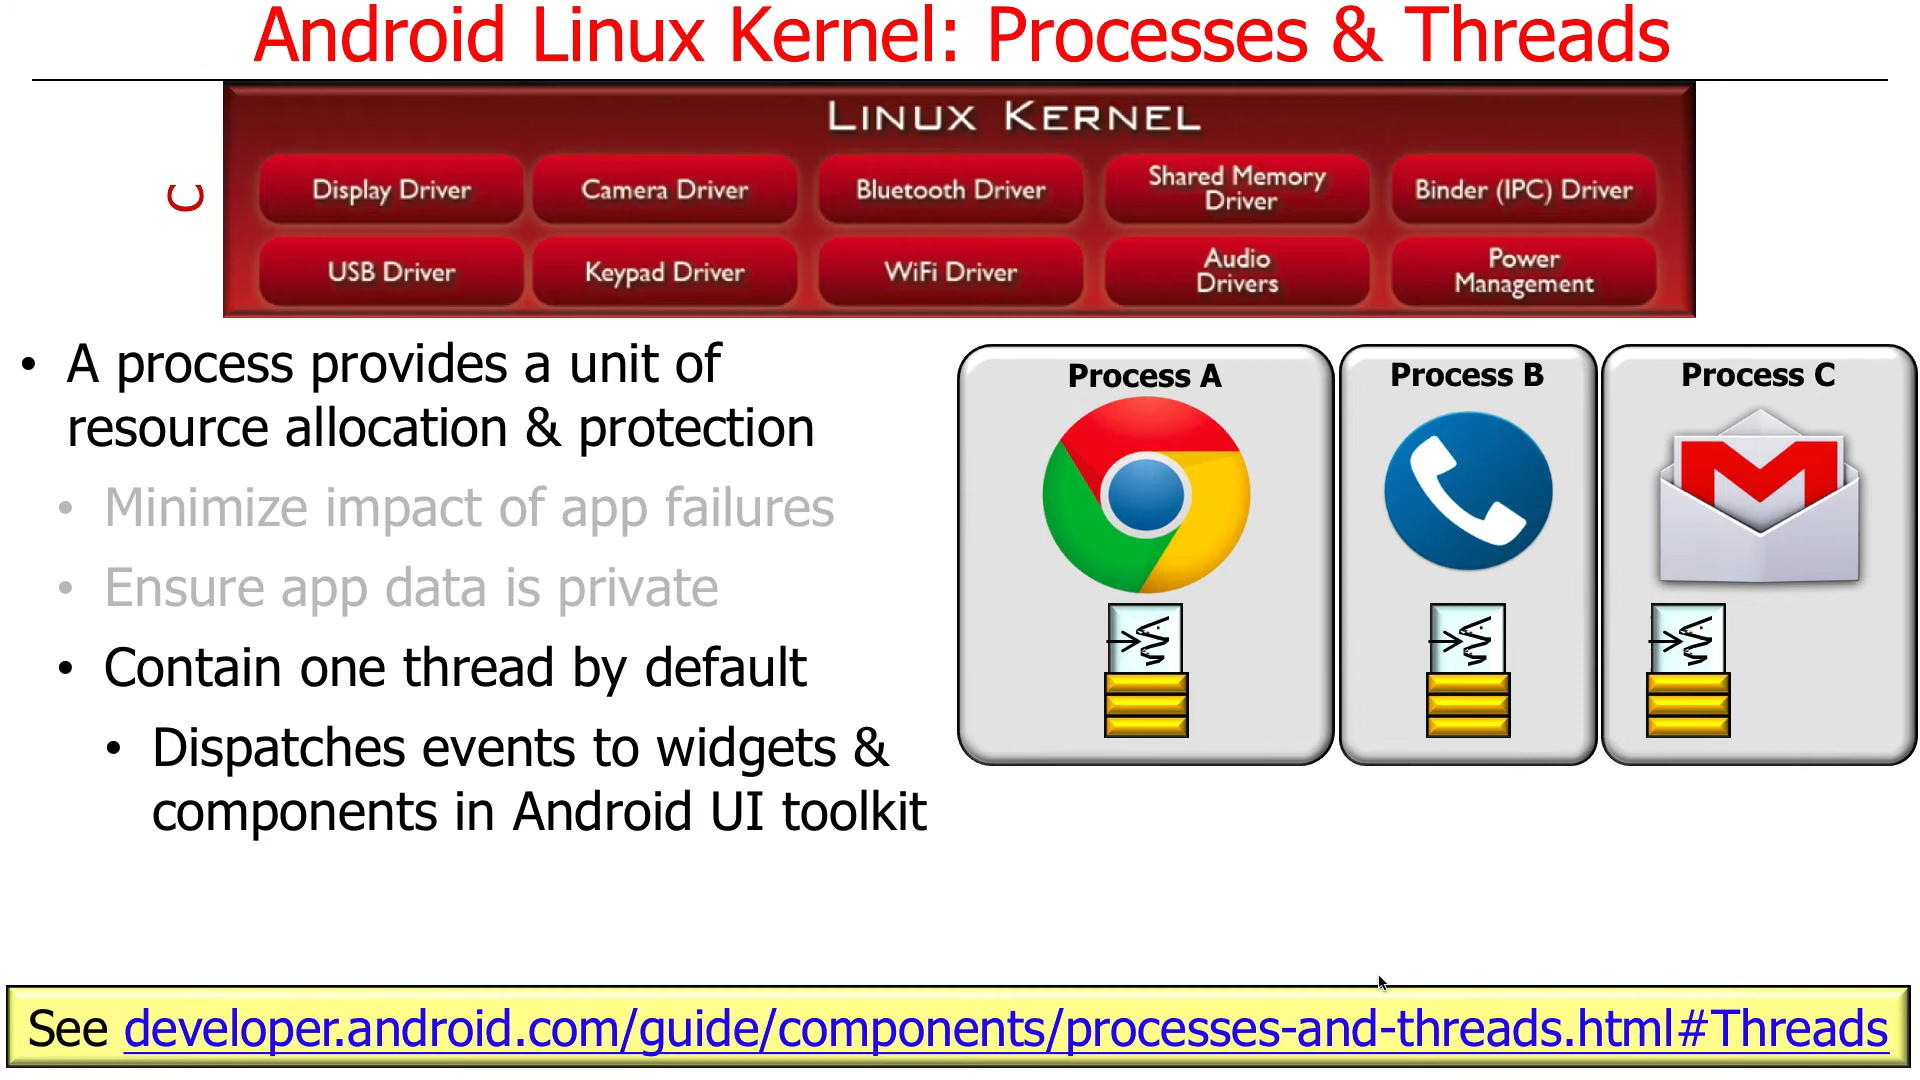 Android Linux Kernel: Processes & Threads
LINUX KERNEL
C
Display Driver
Camera Driver
Bluetooth Driver
Shared Memory
Driver
Binder (IPC) Driver
USB Driver
Keypad Driver
WiFi Driver
Audio
Drivers
Power
Management
• A process provides a unit of
resource allocation & protection
• Minimize impact of app failures
• Ensure app data is private
• Contain one thread by default
• Dispatches events to widgets &
components in Android UI toolkit
Process A
Process B
Process C
See developer.android.com/guide/components/processes-and-threads.html#Threads